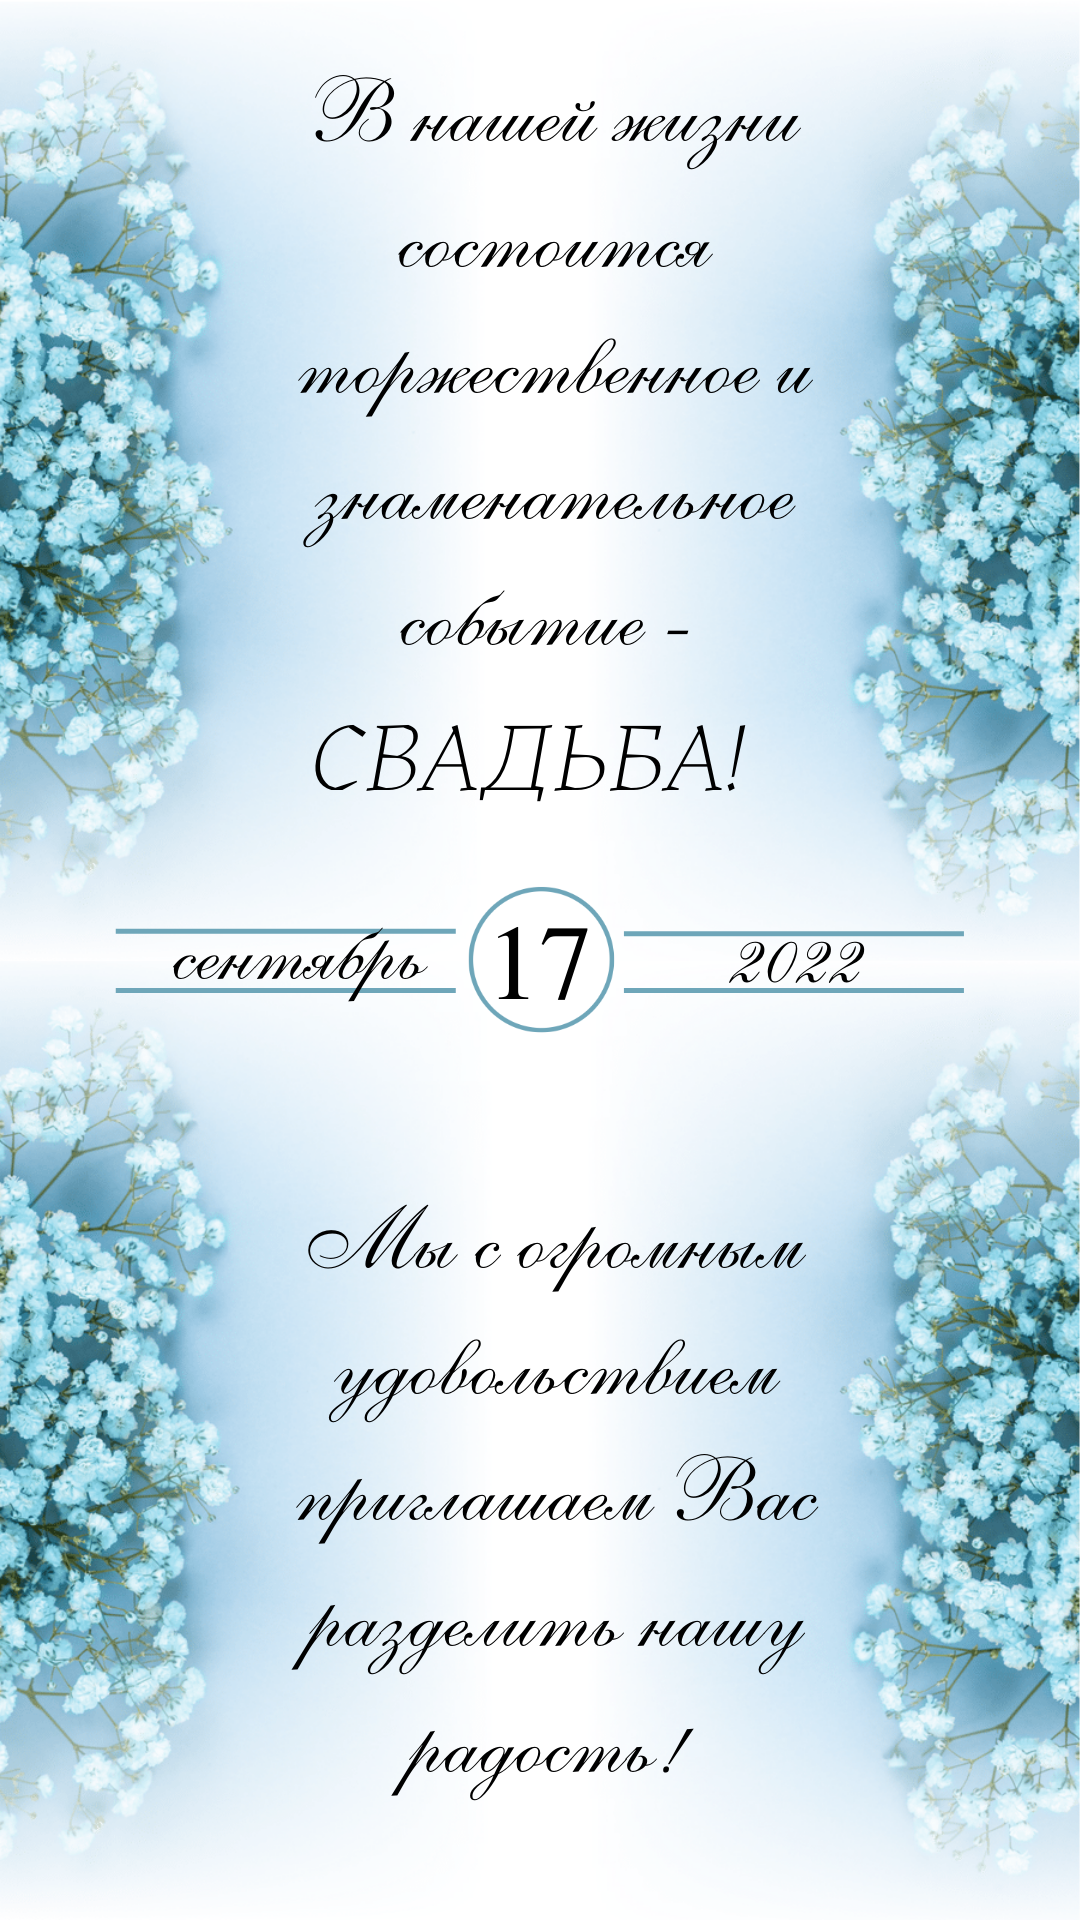 В нашей жизни
состоится
торжественное и
знаменательное
событие -
СВАДЬБА!
сентябрь 17 2022
Мы с огромным
удовольствием
приглашаем Вас
разделить нашу
радость!